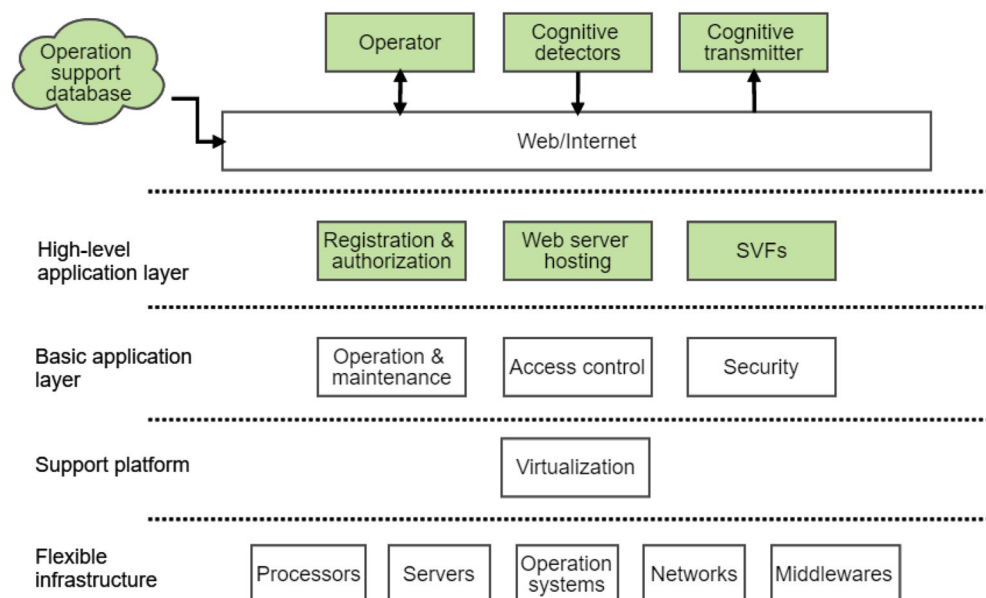 Operation
support
database
Operator
Cognitive
detectors
Cognitive
transmitter
Web/Internet
High-level
application layer
Registration &
authorization
Web server
hosting
SVFs
Basic application
layer
Operation &
maintenance
Access control
Security
Support platform
Virtualization
Flexible
infrastructure
Processors
Servers
Operation
systems
Networks
Middlewares